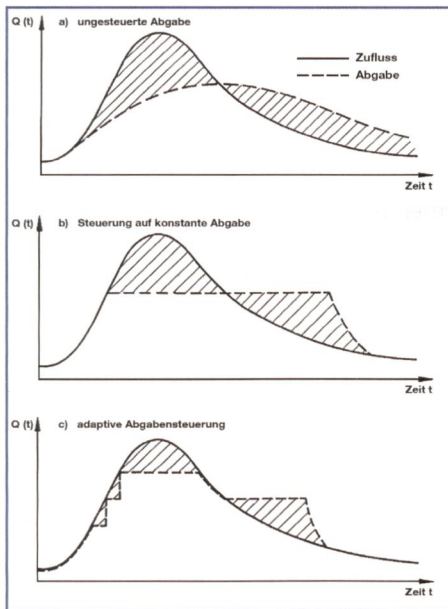 Q (t)
a) ungesteuerte Abgabe
Zufluss
Abgabe
Zeit t
Q (t)
b) Steuerung auf konstante Abgabe
Zeit t
Q (t)
c) adaptive Abgabensteuerung
Zeit t